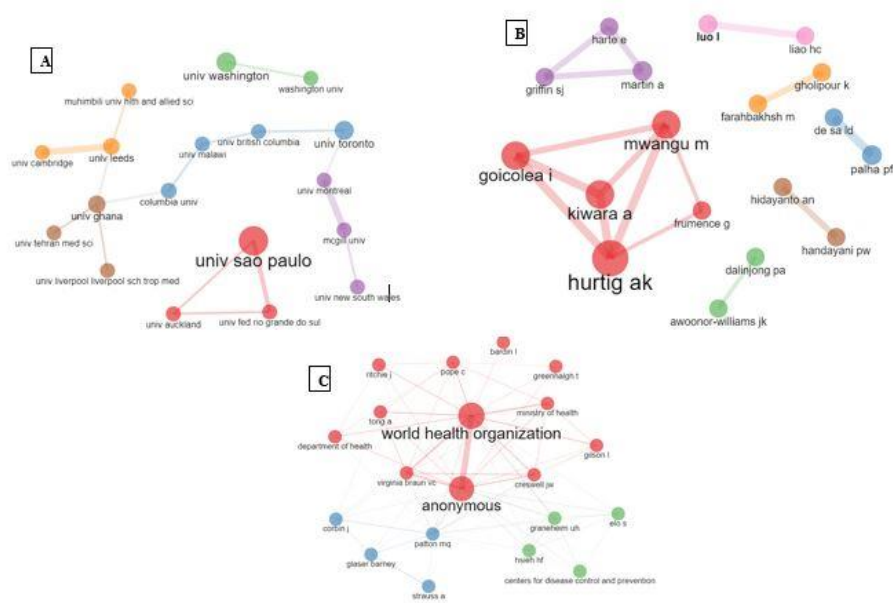 A
univ washington
washington univ
muhimbili univ hlth and allied sci
univ cambridge
univ leeds
univ malawi
univ british columbia
univ toronto
columbia univ
univ montreal
univ ghana
univ tehran med sci
mcgill univ
univ liverpool liverpool sch trop med
univ sao paulo
univ new south wales
univ auckland
univ fed rio grande do sul
B
harte e
griffin sj
martin a
luo l
liao hc
gholipour k
farahbakhsh m
de sa ld
palha pf
mwangu m
goicolea i
kiwara a
frumence g
hurtig ak
hidayanto an
handayani pw
dalinjong pa
awoonor-williams jk
C
bardin l
ritchie j
pope c
greenhalgh t
tong a
ministry of health
world health organization
department of health
gilson l
virginia braun vc
creswell jw
anonymous
corbin j
patton mq
graneheim uh
elo s
glaser barney
hsieh hf
centers for disease control and prevention
strauss a